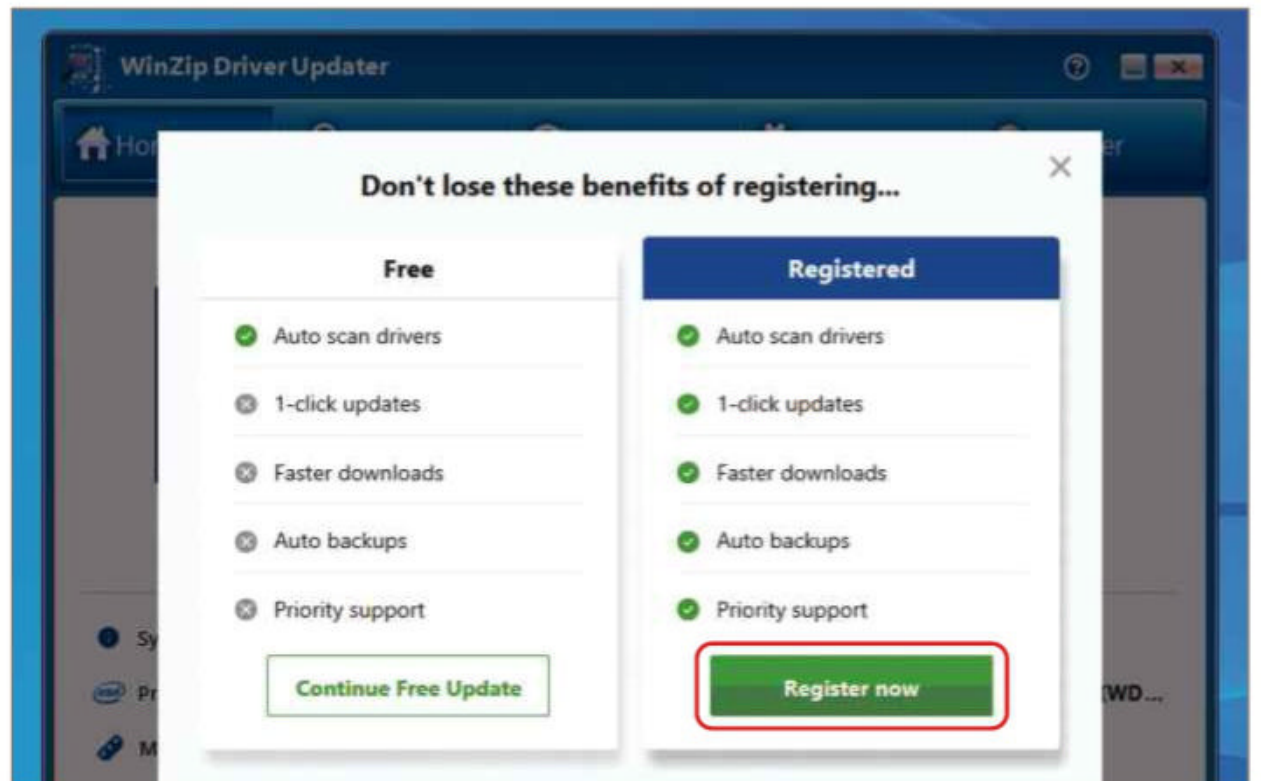 WinZip Driver Updater
Don't lose these benefits of registering...
Free
Auto scan drivers
1-click updates
Faster downloads
Auto backups
Priority support
Continue Free Update
Registered
Auto scan drivers
1-click updates
Faster downloads
Auto backups
Priority support
Register now